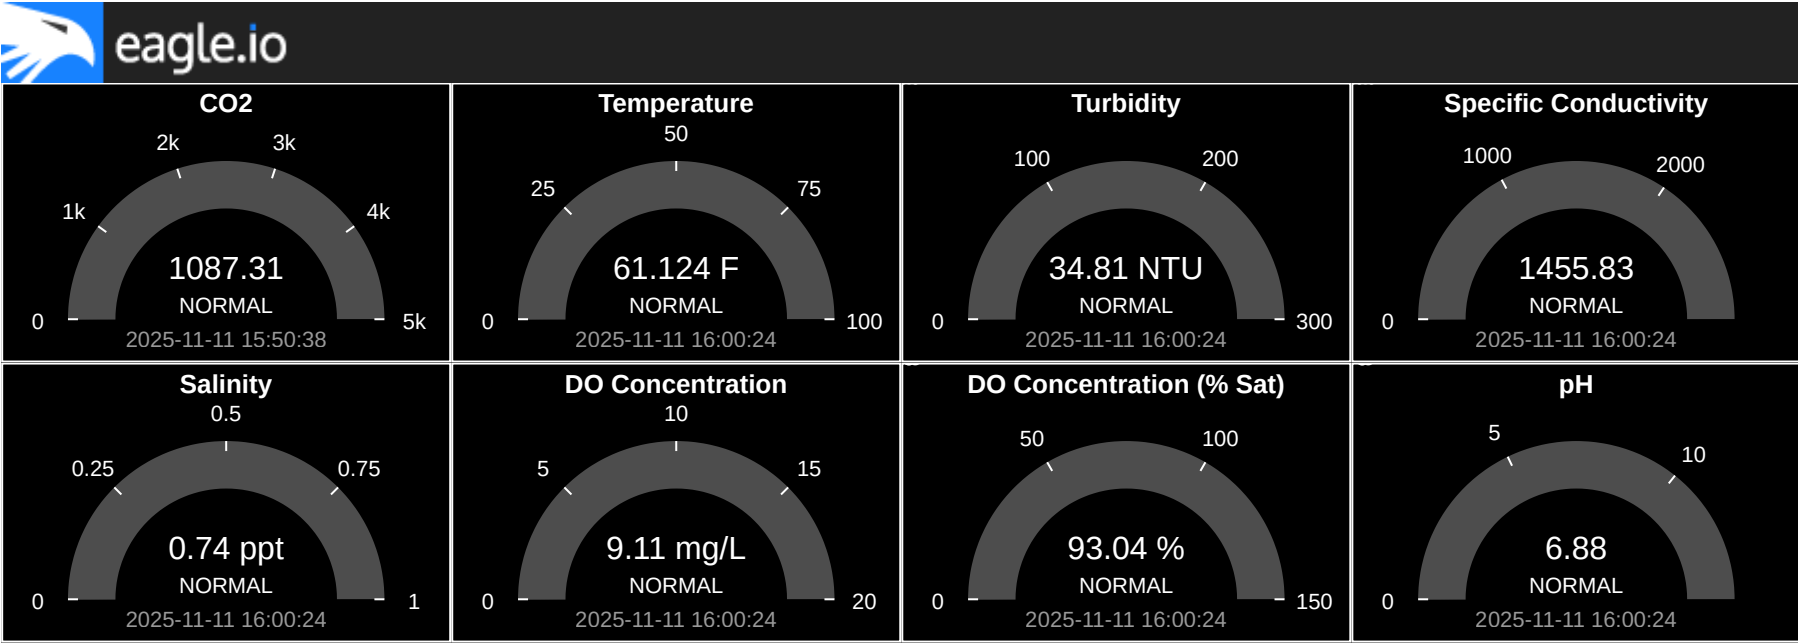 eagle.io
CO2
2k
3k
1k
4k
1087.31
NORMAL
0
5k
2025-11-11 15:50:38
Temperature
50
25
75
61.124 F
NORMAL
0
100
2025-11-11 16:00:24
Turbidity
100
200
34.81 NTU
NORMAL
0
300
2025-11-11 16:00:24
Specific Conductivity
1000
2000
1455.83
NORMAL
0
2025-11-11 16:00:24
Salinity
0.5
0.25
0.75
0.74 ppt
NORMAL
0
1
2025-11-11 16:00:24
DO Concentration
10
5
15
9.11 mg/L
NORMAL
0
20
2025-11-11 16:00:24
DO Concentration (% Sat)
50
100
93.04 %
NORMAL
0
150
2025-11-11 16:00:24
pH
5
10
6.88
NORMAL
0
2025-11-11 16:00:24